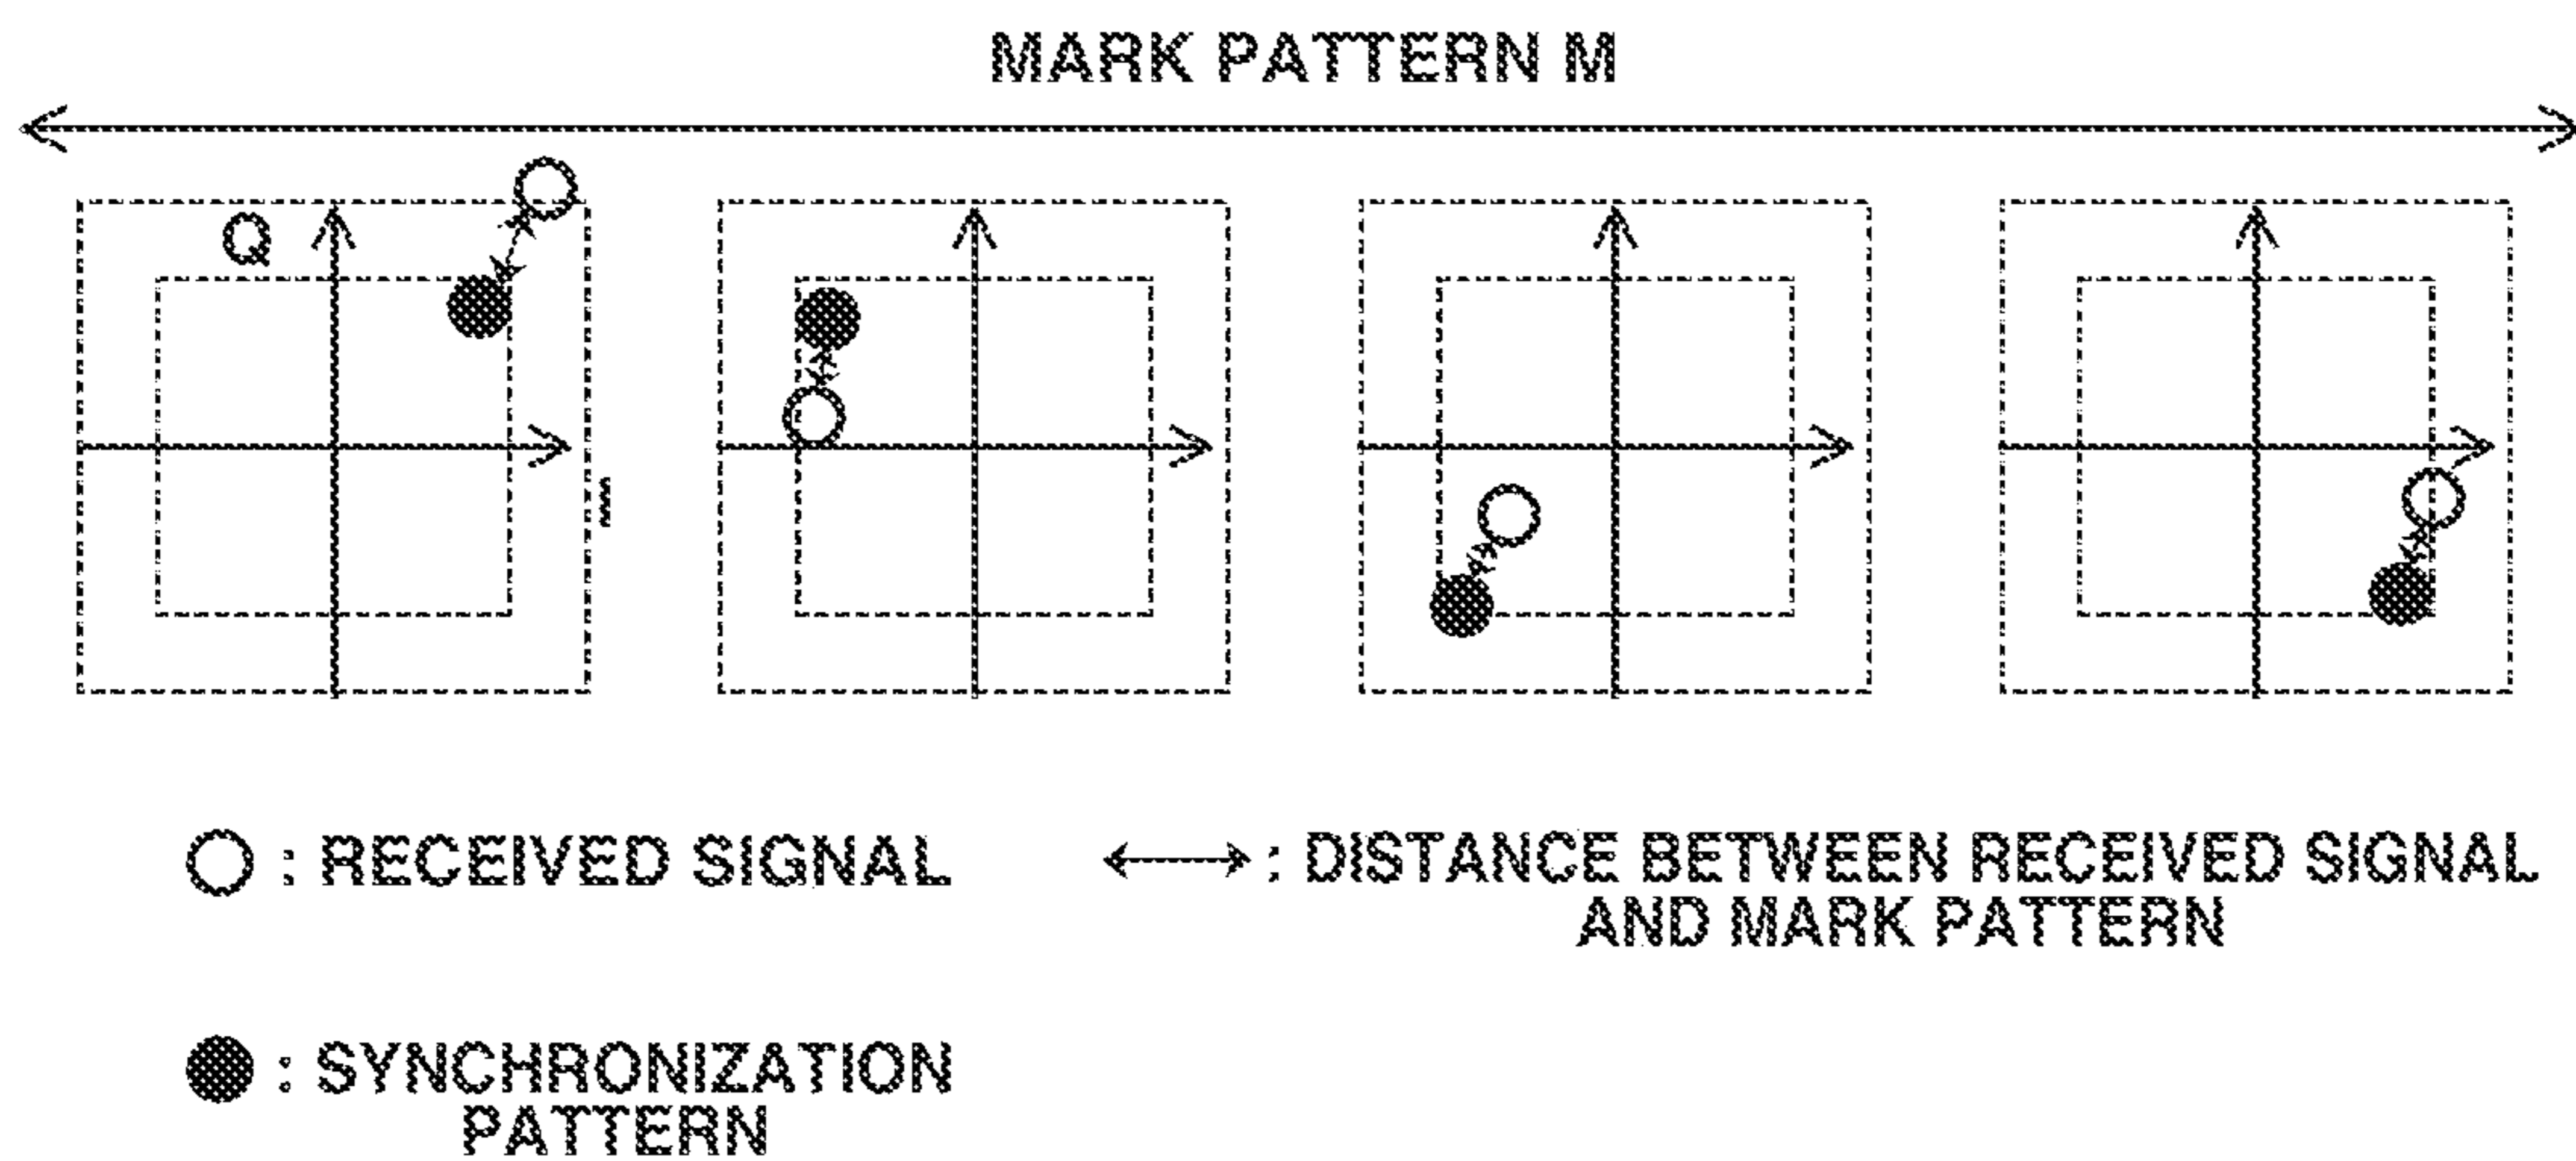 MARK PATTERN M
Q
I
: RECEIVED SIGNAL
: DISTANCE BETWEEN RECEIVED SIGNAL
AND MARK PATTERN
: SYNCHRONIZATION
PATTERN